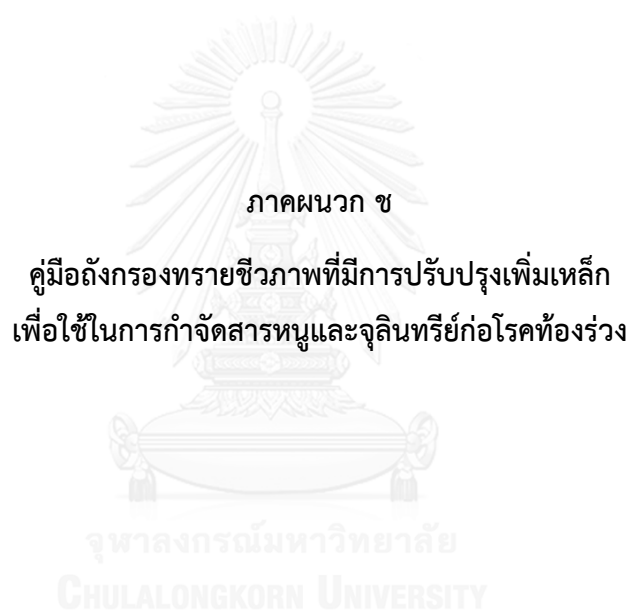 ภาคผนวก ช
คู่มือถังกรองทรายชีวภาพที่มีการปรับปรุงเพิ่มเหล็ก
เพื่อใช้ในการกำจัดสารหนูและจุลินทรีย์ก่อโรคท้องร่วง
จุฬาลงกรณ์มหาวิทยาลัย
CHULALONGKORN UNIVERSITY